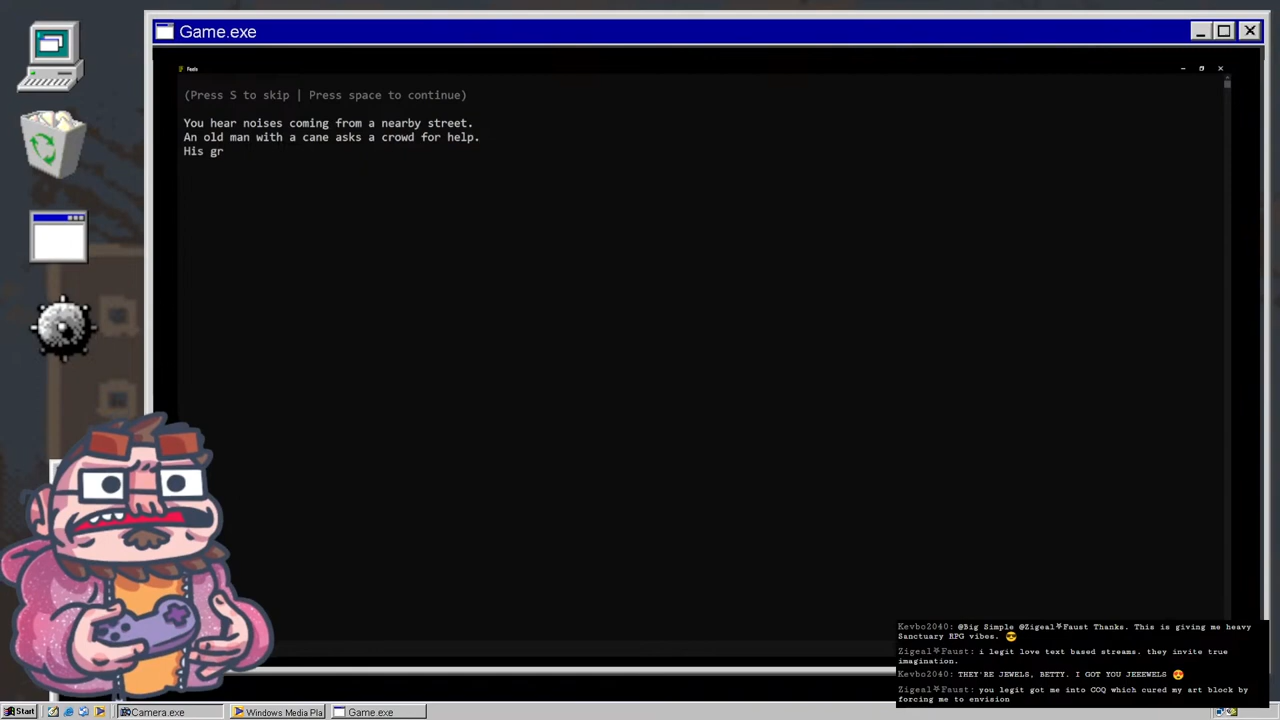 Game.exe
Feels
(Press S to skip | Press space to continue)
You hear noises coming from a nearby street.
An old man with a cane asks a crowd for help.
His gr
Kevbo2040: @Big Simple @Zigeal⛧Faust Thanks. This is giving me heavy
Sanctuary RPG vibes. 😎
Zigeal⛧Faust: i legit love text based streams. they invite true
imagination.
Kevbo2040: THEY'RE JEWELS, BETTY. I GOT YOU JEEEWELS 😍
Zigeal⛧Faust: you legit got me into COQ which cured my art block by
forcing me to envision
Start
Camera.exe
Windows Media Pla
Game.exe